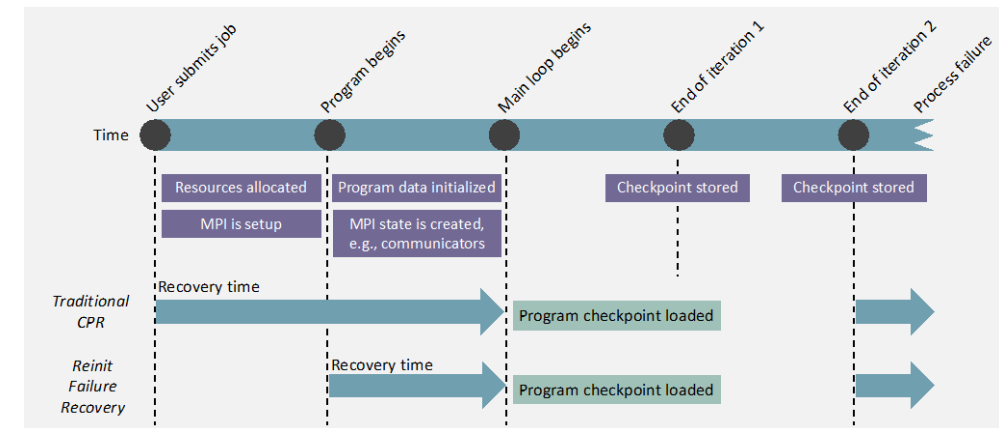 User submits job
Program begins
Main loop begins
End of iteration 1
End of iteration 2
Process failure
Time
Resources allocated
Program data initialized
Checkpoint stored
Checkpoint stored
MPI is setup
MPI state is created,
e.g., communicators
Recovery time
Traditional
CPR
Program checkpoint loaded
Recovery time
Reinit
Failure
Recovery
Program checkpoint loaded